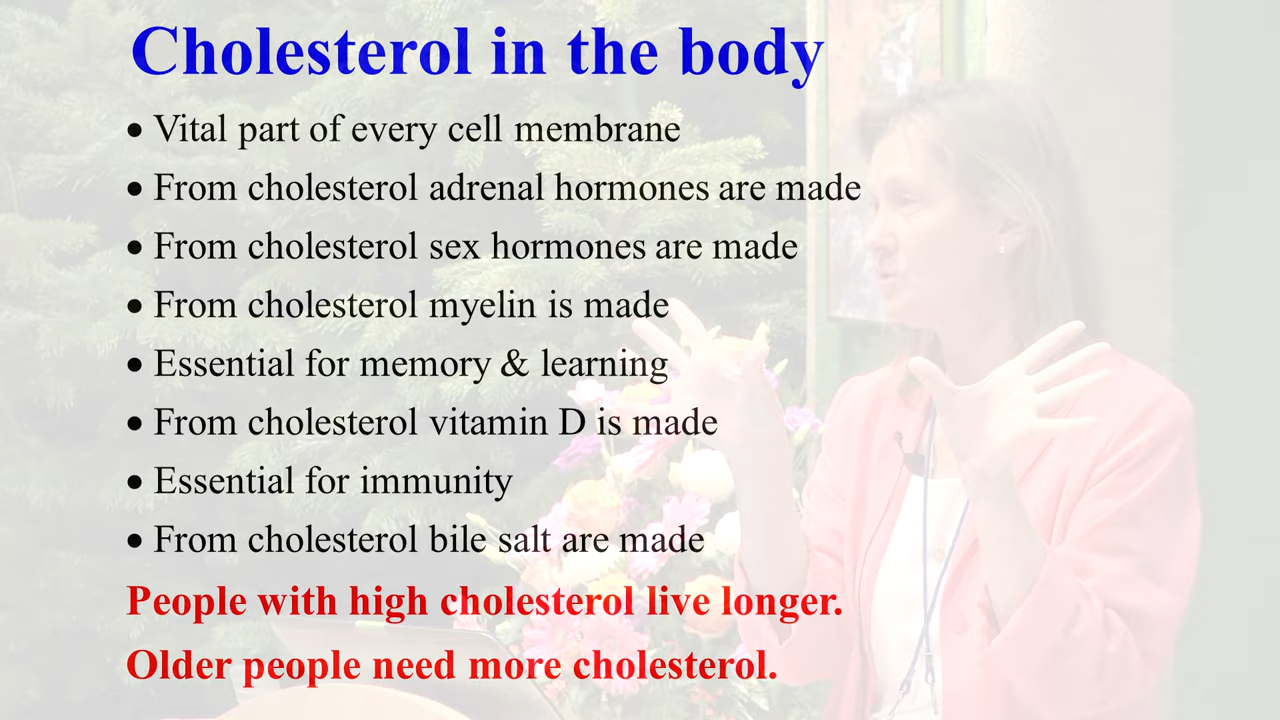 Cholesterol in the body
• Vital part of every cell membrane
• From cholesterol adrenal hormones are made
• From cholesterol sex hormones are made
• From cholesterol myelin is made
• Essential for memory & learning
• From cholesterol vitamin D is made
• Essential for immunity
• From cholesterol bile salt are made
People with high cholesterol live longer.
Older people need more cholesterol.